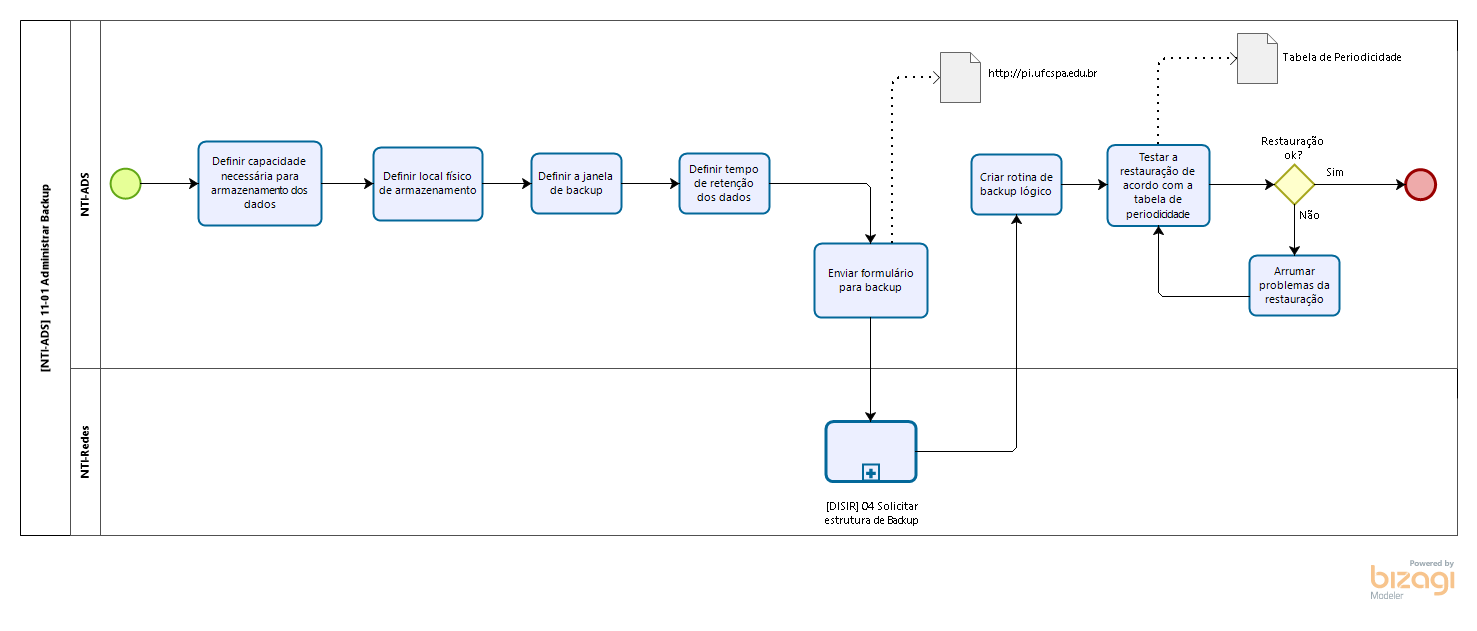 [NTI-ADS] 11-01 Administrar Backup
NTI-ADS
Definir capacidade
necessária para
armazenamento dos
dados
Definir local físico
de armazenamento
Definir a janela
de backup
Definir tempo
de retenção
dos dados
Enviar formulário
para backup
http://pi.ufcspa.edu.br
Criar rotina de
backup lógico
Testar a
restauração de
acordo com a
tabela de
periodicidade
Tabela de Periodicidade
Restauração
ok?
Sim
Não
Arrumar
problemas da
restauração
NTI-Redes
[DISIR] 04 Solicitar
estrutura de Backup
Powered by
bizagi
Modeler